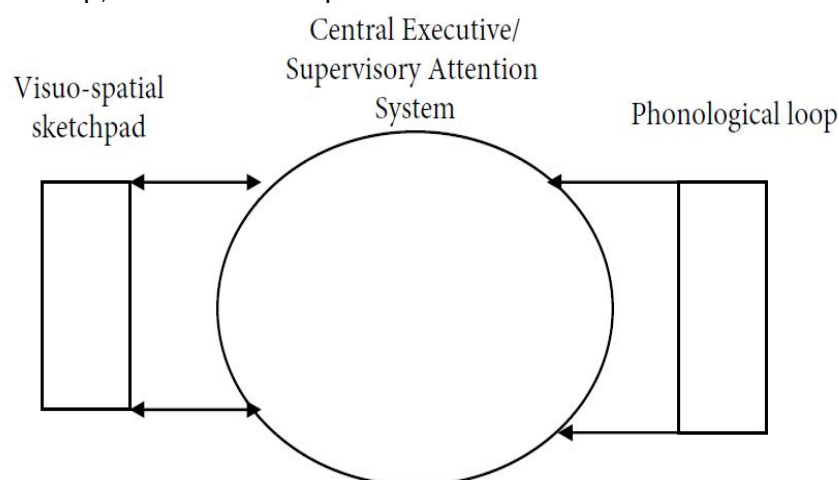 Central Executive/
Supervisory Attention
System
Visuo-spatial
sketchpad
Phonological loop